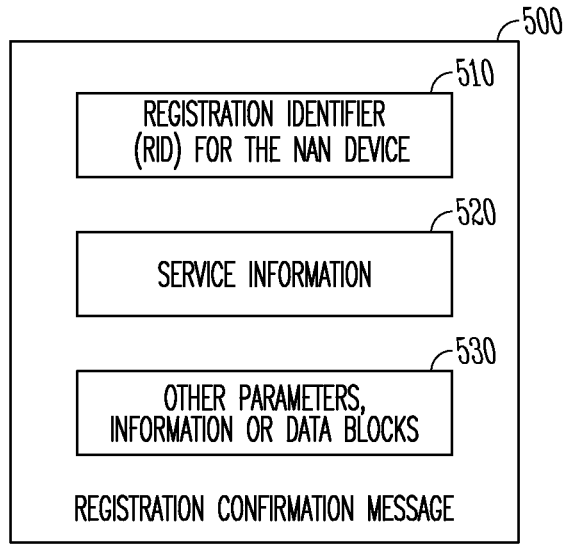 500
510
REGISTRATION IDENTIFIER
(RID) FOR THE NAN DEVICE
520
SERVICE INFORMATION
530
OTHER PARAMETERS,
INFORMATION OR DATA BLOCKS
REGISTRATION CONFIRMATION MESSAGE